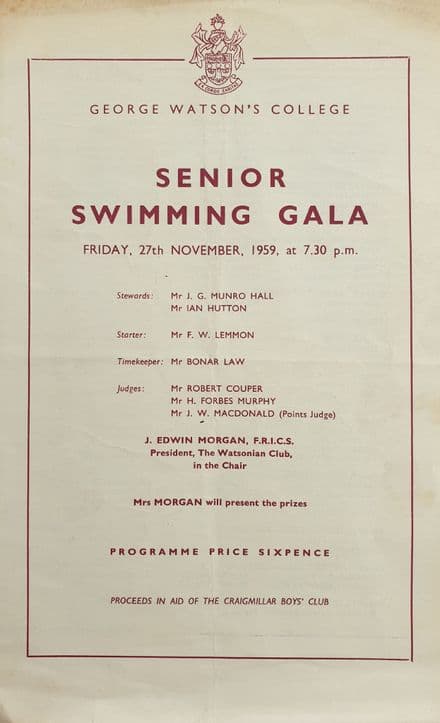 EX CORDE CARITAS
GEORGE WATSON'S COLLEGE
SENIOR
SWIMMING GALA
FRIDAY, 27th NOVEMBER, 1959, at 7.30 p.m.
Stewards: Mr J. G. MUNRO HALL
Mr IAN HUTTON
Starter: Mr F. W. LEMMON
Timekeeper: Mr BONAR LAW
Judges: Mr ROBERT COUPER
Mr H. FORBES MURPHY
Mr J. W. MACDONALD (Points Judge)
J. EDWIN MORGAN, F.R.I.C.S.
President, The Watsonian Club,
in the Chair
Mrs MORGAN will present the prizes
PROGRAMME PRICE SIXPENCE
PROCEEDS IN AID OF THE CRAIGMILLAR BOYS' CLUB